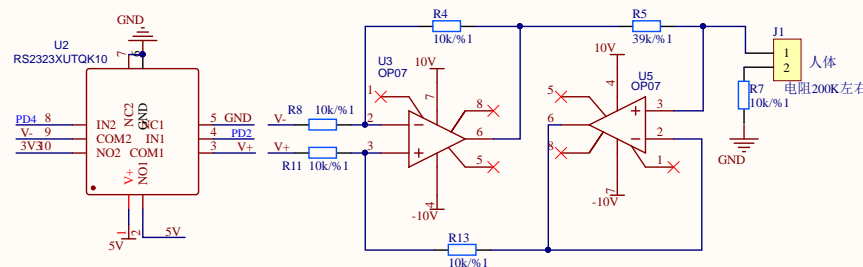 GND
U2
RS2323XUTQK10
7
6
NC2
GND
PD4
8
IN2
NC1
5
GND
V-
9
COM2
IN1
4
PD2
3V3
10
NO2
COM1
3
V+
V+
NO1
1
2
5V
5V
R4
10k/%1
R5
39k/%1
U3
OP07
10V
7
1
8
V-
R8
10k/%1
2
6
V+
R11
10k/%1
3
5
4
-10V
R13
10k/%1
10V
U5
OP07
4
5
3
6
2
8
1
7
-10V
J1
1
2
人体
电阻200K左右
R7
10k/%1
GND